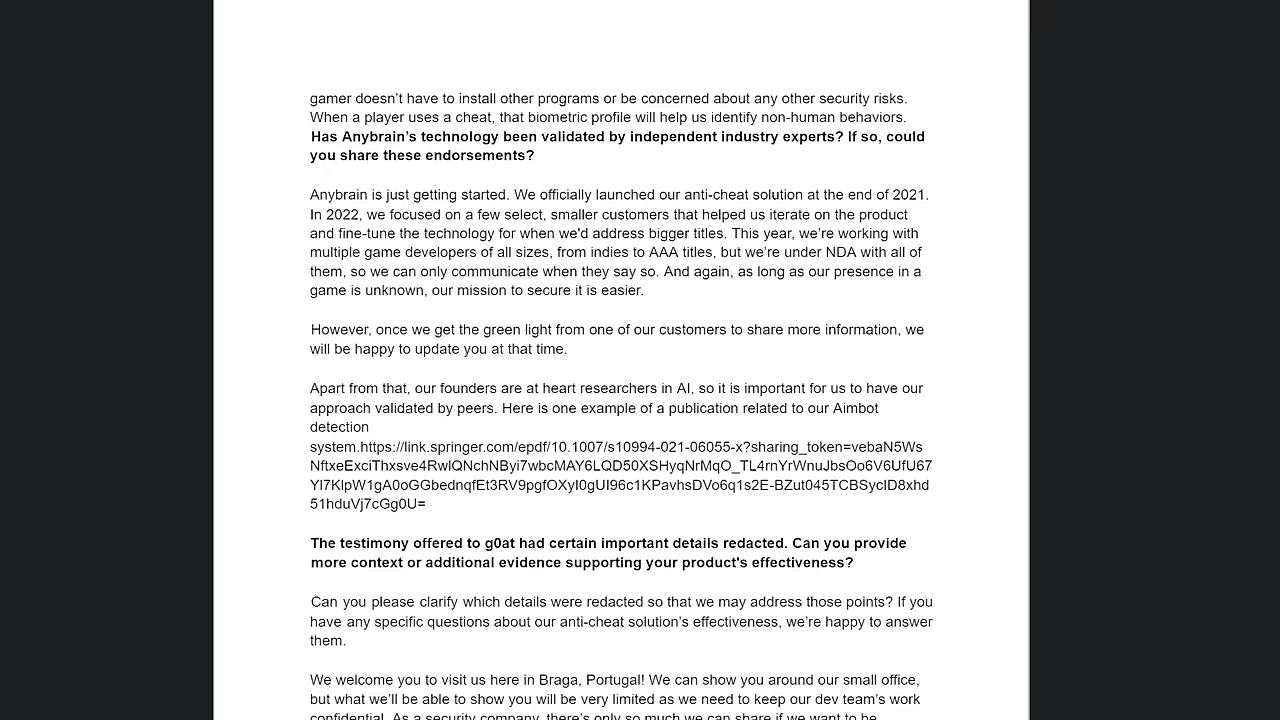 gamer doesn’t have to install other programs or be concerned about any other security risks.
When a player uses a cheat, that biometric profile will help us identify non-human behaviors.
Has Anybrain’s technology been validated by independent industry experts? If so, could
you share these endorsements?
Anybrain is just getting started. We officially launched our anti-cheat solution at the end of 2021.
In 2022, we focused on a few select, smaller customers that helped us iterate on the product
and fine-tune the technology for when we'd address bigger titles. This year, we’re working with
multiple game developers of all sizes, from indies to AAA titles, but we’re under NDA with all of
them, so we can only communicate when they say so. And again, as long as our presence in a
game is unknown, our mission to secure it is easier.
However, once we get the green light from one of our customers to share more information, we
will be happy to update you at that time.
Apart from that, our founders are at heart researchers in AI, so it is important for us to have our
approach validated by peers. Here is one example of a publication related to our Aimbot
detection
system.https://link.springer.com/epdf/10.1007/s10994-021-06055-x?sharing_token=vebaN5Ws
NftxeExciThxsve4RwlQNchNByi7wbcMAY6LQD50XSHyqNrMqO_TL4rnYrWnuJbsOo6V6UfU67
Yl7KlpW1gA0oGGbednqfEt3RV9pgfOXyI0gUI96c1KPavhsDVo6q1s2E-BZut045TCBSycID8xhd
51hduVj7cGg0U=
The testimony offered to g0at had certain important details redacted. Can you provide
more context or additional evidence supporting your product's effectiveness?
Can you please clarify which details were redacted so that we may address those points? If you
have any specific questions about our anti-cheat solution’s effectiveness, we’re happy to answer
them.
We welcome you to visit us here in Braga, Portugal! We can show you around our small office,
but what we’ll be able to show you will be very limited as we need to keep our dev team’s work
confidential. As a security company, there’s only so much we can share if we want to be